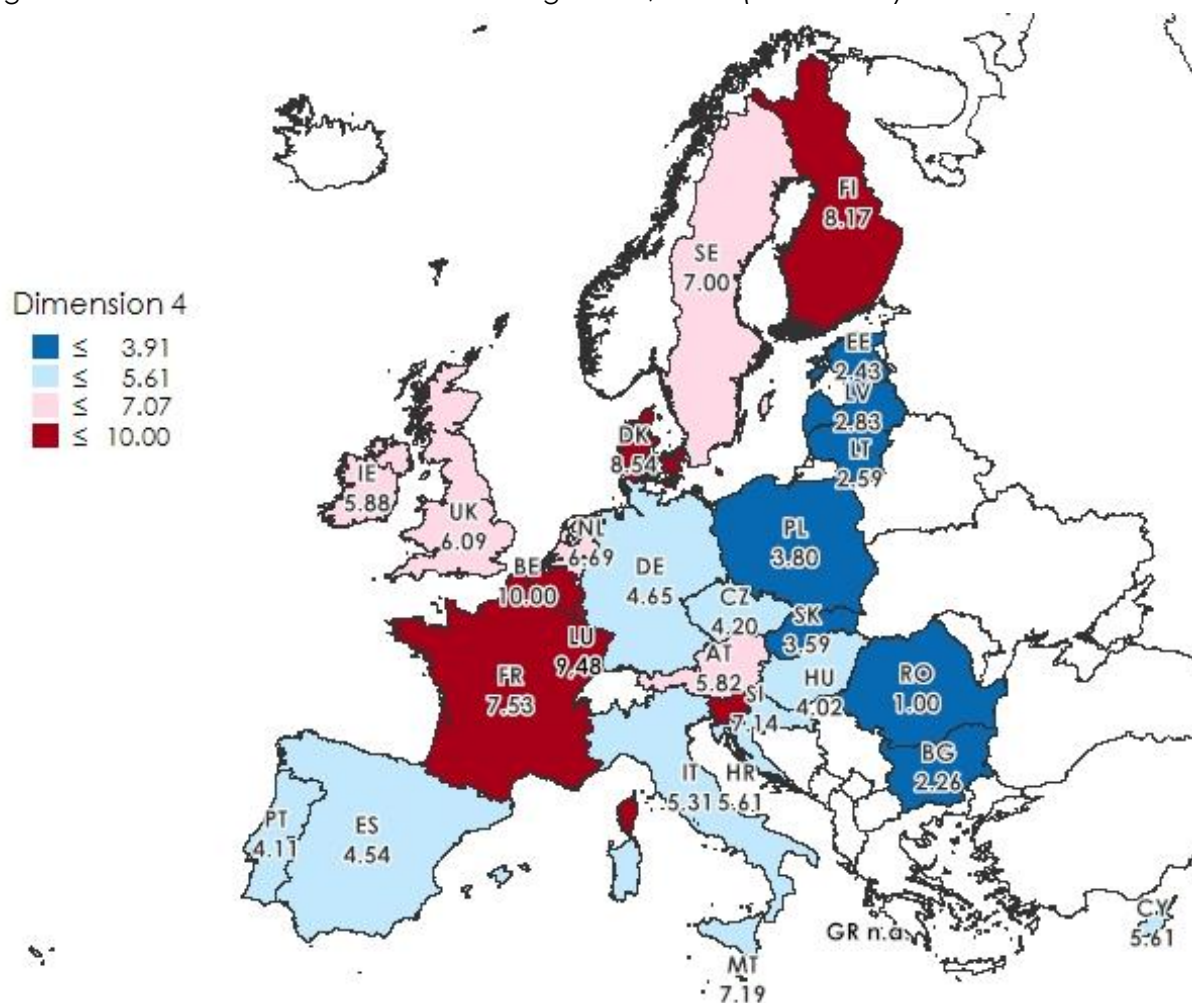 Dimension 4
≤ 3.91
≤ 5.61
≤ 7.07
≤ 10.00
FI
8.17
SE
7.00
EE
2.43
LV
2.83
LT
2.59
DK
8.54
IE
5.88
UK
6.09
NL
6.69
BE
10.00
DE
4.65
PL
3.80
CZ
4.20
SK
3.59
LU
9,48
AT
5.82
HU
4.02
RO
1.00
FR
7.53
SI
7.14
BG
2.26
IT
5.31
HR
5.61
PT
4.11
ES
4.54
GR n.a.
CY
5.61
MT
7.19